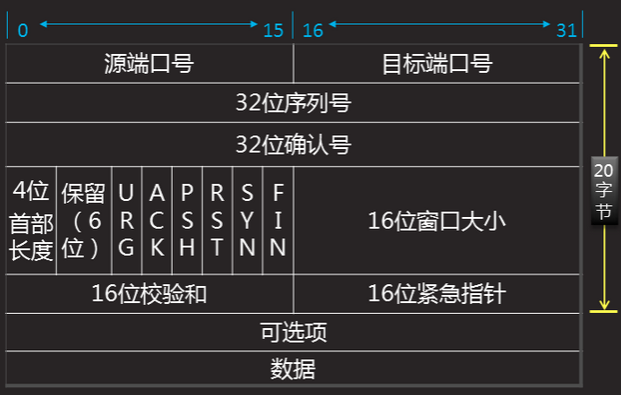 0 15 16 31
源端口号 目标端口号
32位序列号
32位确认号
4位
首部
长度
保留
（6
位）
URG
ACK
PSH
RST
SYN
FIN
16位窗口大小
16位校验和 16位紧急指针
可选项
数据
20
字
节